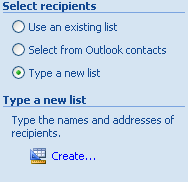 Select recipients
Use an existing list
Select from Outlook contacts
Type a new list
Type a new list
Type the names and addresses of
recipients.
Create...